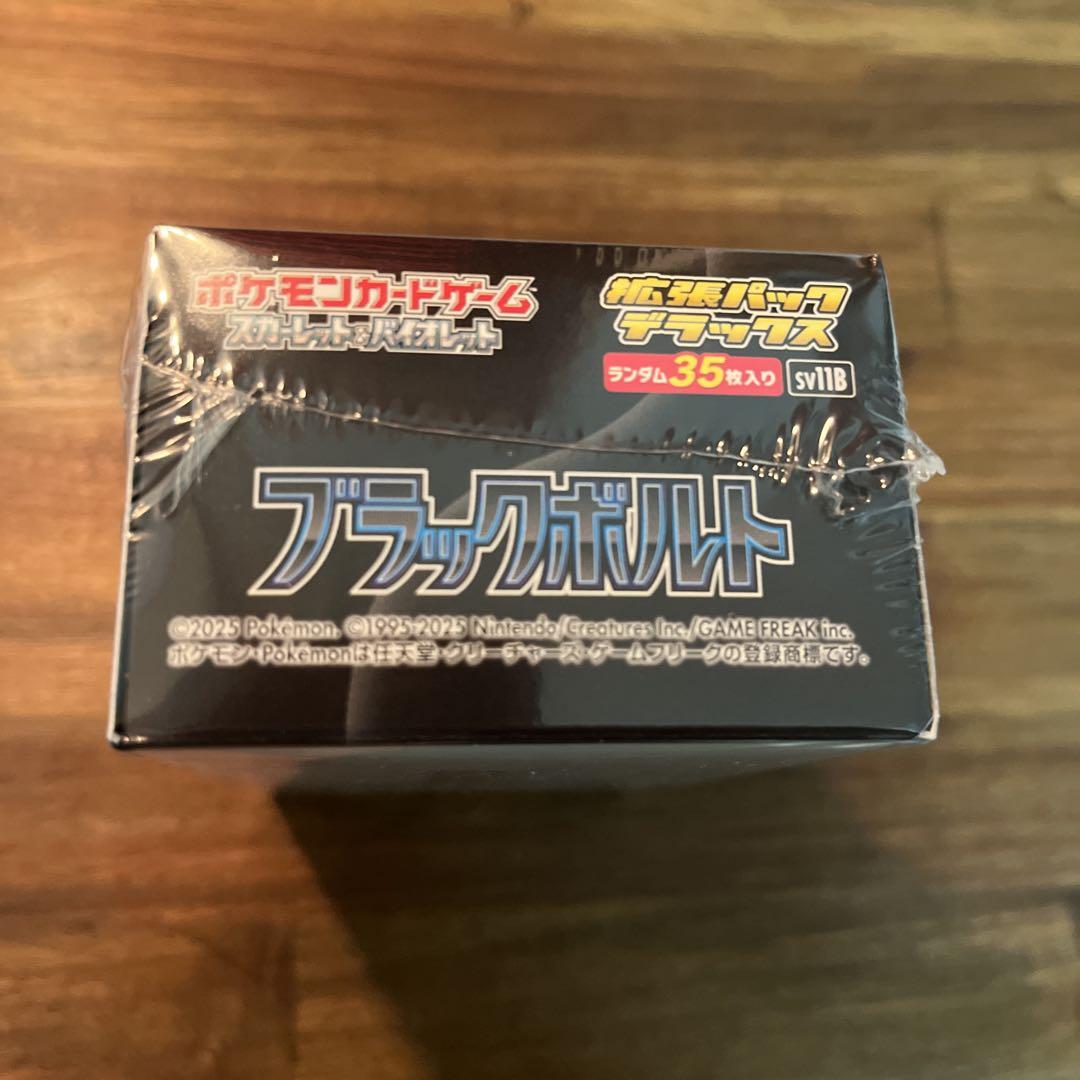 ポケモンカードゲーム
スカーレット&バイオレット
拡張パック
デラックス
ランダム35枚入り
SV11B
ブラックボルト
©2025 Pokémon. ©1995-2025 Nintendo/Creatures Inc./GAME FREAK inc.
ポケモン・Pokémonは任天堂・クリーチャーズ・ゲームフリークの登録商標です。